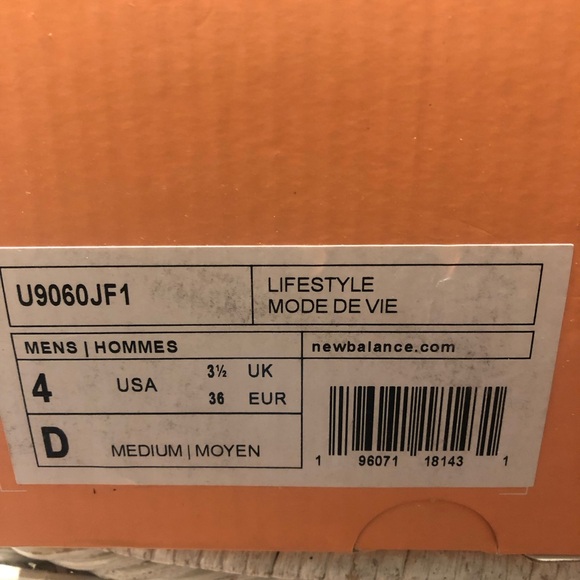 U9060JF1
LIFESTYLE
MODE DE VIE
MENS | HOMMES
newbalance.com
4 USA 3½ UK
36 EUR
D MEDIUM | MOYEN
1 96071 18143 1